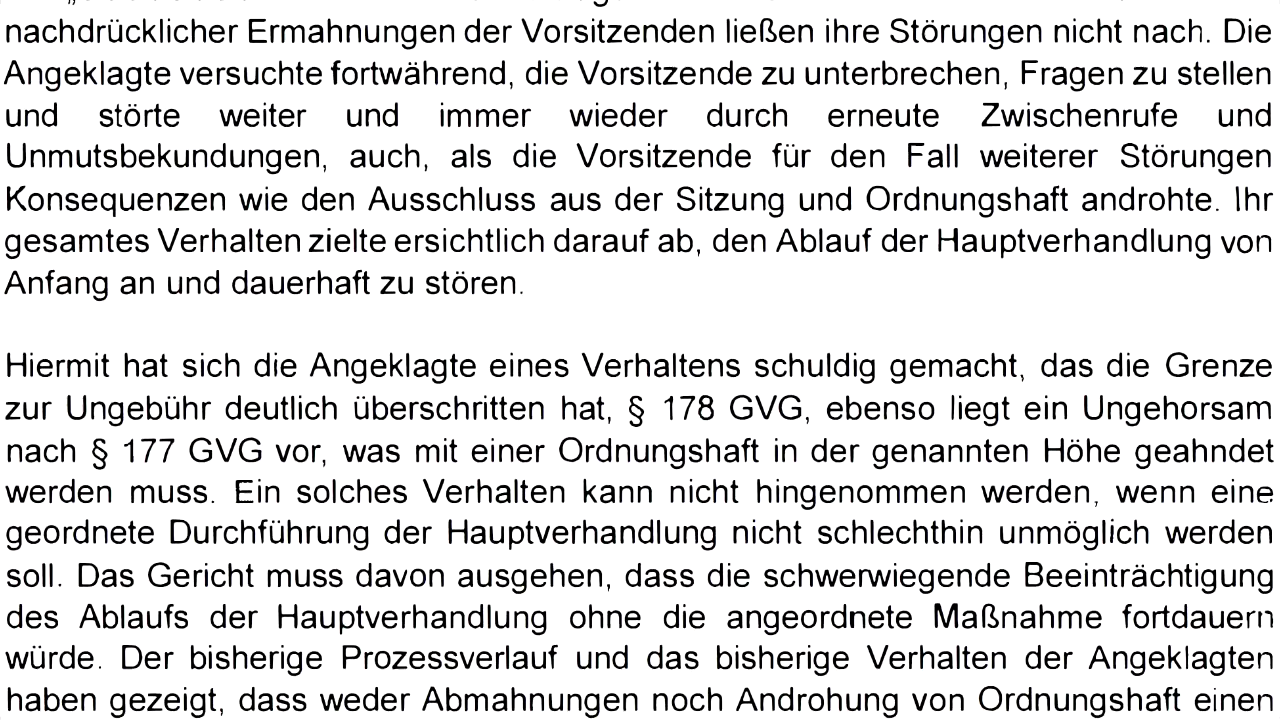 nachdrücklicher Ermahnungen der Vorsitzenden ließen ihre Störungen nicht nach. Die
Angeklagte versuchte fortwährend, die Vorsitzende zu unterbrechen, Fragen zu stellen
und störte weiter und immer wieder durch erneute Zwischenrufe und
Unmutsbekundungen, auch, als die Vorsitzende für den Fall weiterer Störungen
Konsequenzen wie den Ausschluss aus der Sitzung und Ordnungshaft androhte. Ihr
gesamtes Verhalten zielte ersichtlich darauf ab, den Ablauf der Hauptverhandlung von
Anfang an und dauerhaft zu stören.
Hiermit hat sich die Angeklagte eines Verhaltens schuldig gemacht, das die Grenze
zur Ungebühr deutlich überschritten hat, § 178 GVG, ebenso liegt ein Ungehorsam
nach § 177 GVG vor, was mit einer Ordnungshaft in der genannten Höhe geahndet
werden muss. Ein solches Verhalten kann nicht hingenommen werden, wenn eine
geordnete Durchführung der Hauptverhandlung nicht schlechthin unmöglich werden
soll. Das Gericht muss davon ausgehen, dass die schwerwiegende Beeinträchtigung
des Ablaufs der Hauptverhandlung ohne die angeordnete Maßnahme fortdauern
würde. Der bisherige Prozessverlauf und das bisherige Verhalten der Angeklagten
haben gezeigt, dass weder Abmahnungen noch Androhung von Ordnungshaft einen